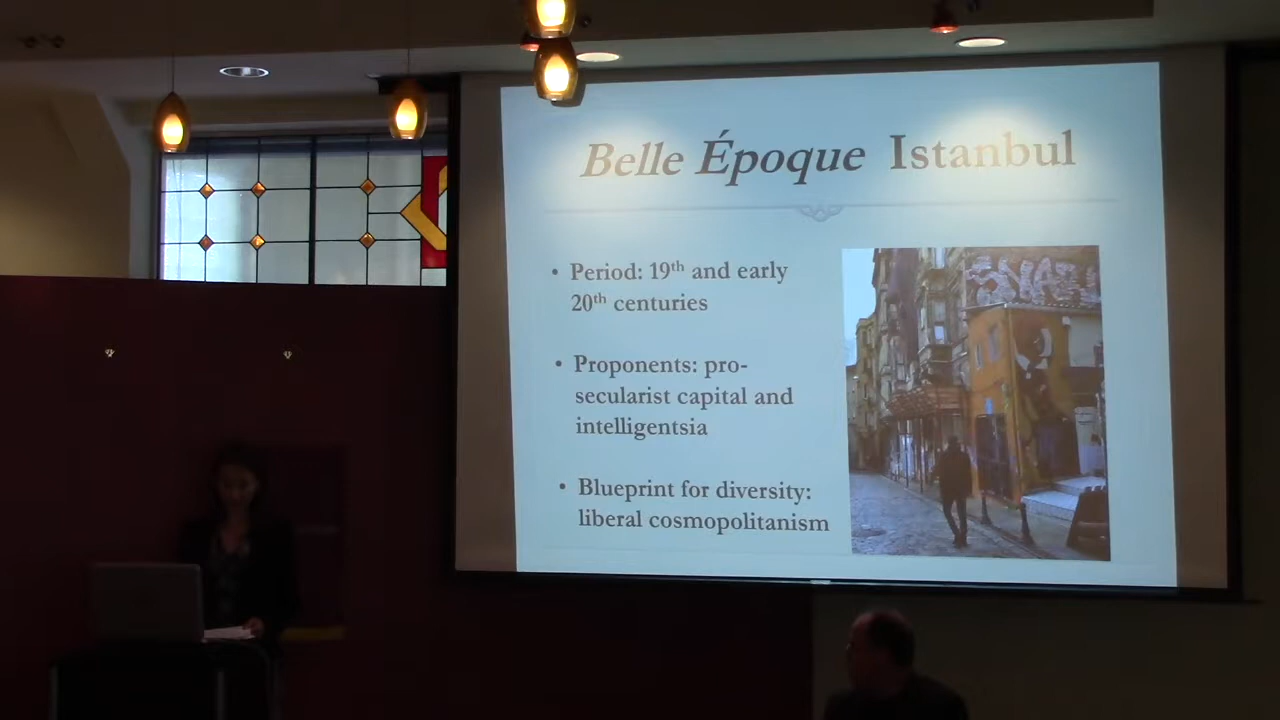 Belle Époque Istanbul
• Period: 19th and early
20th centuries
• Proponents: pro-
secularist capital and
intelligentsia
• Blueprint for diversity:
liberal cosmopolitanism